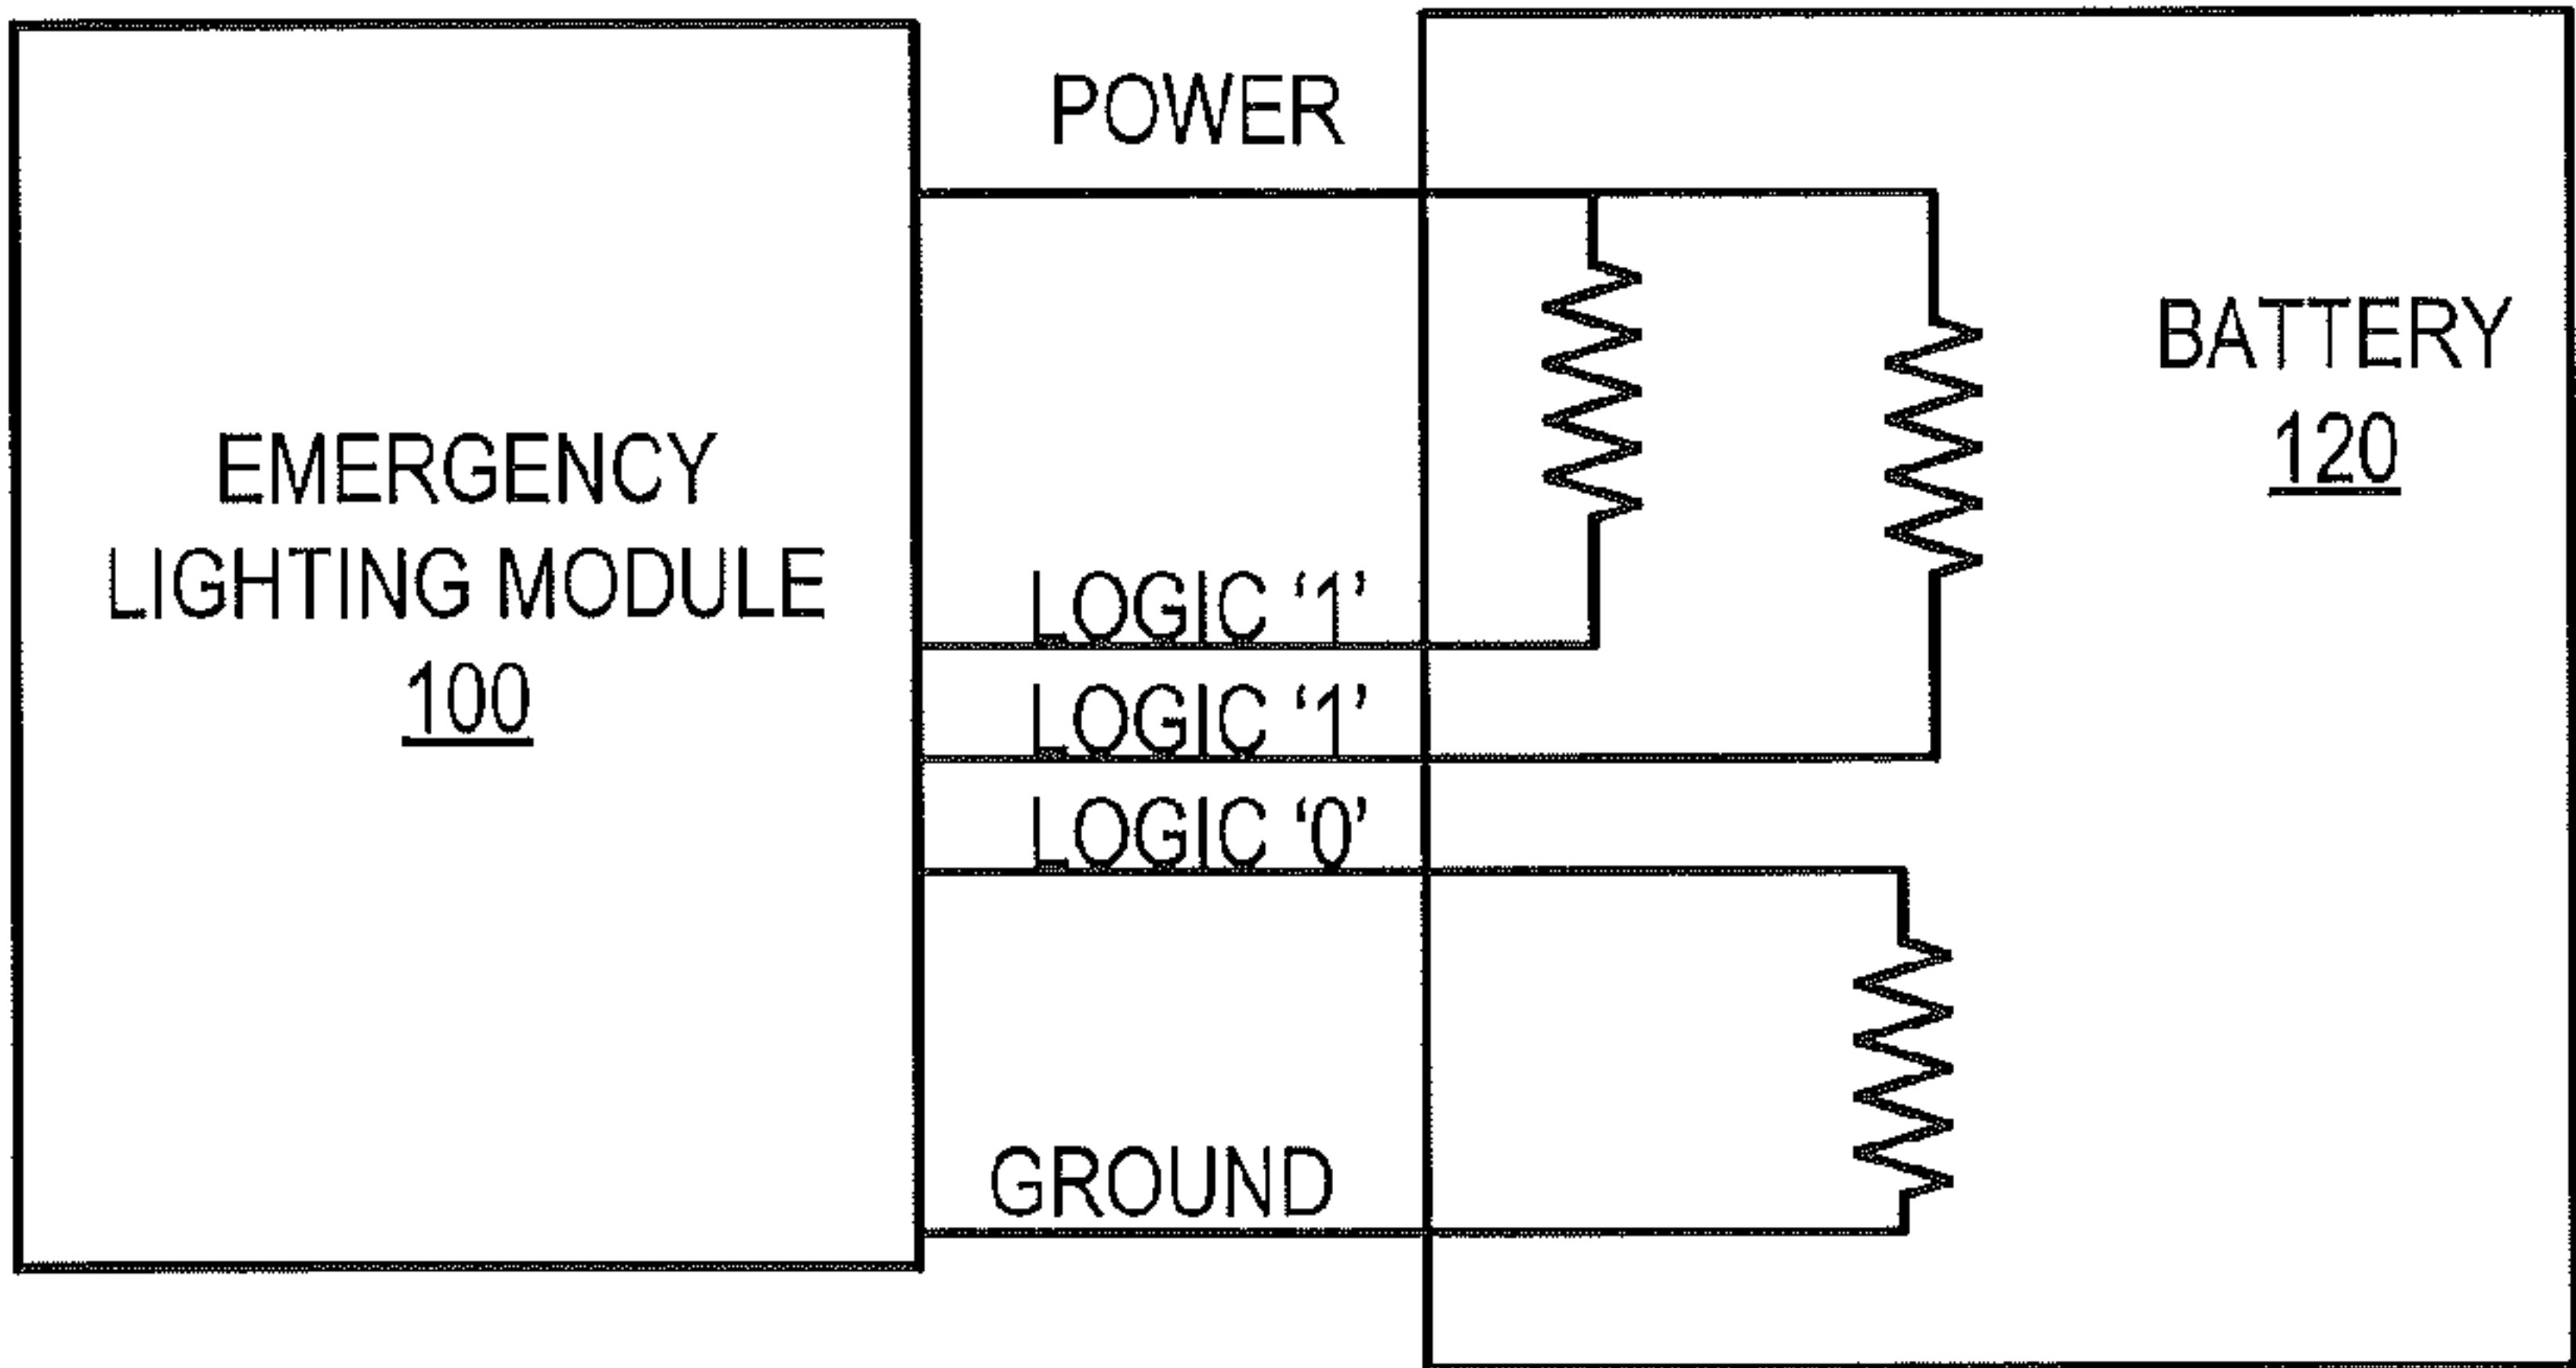 POWER
EMERGENCY
LIGHTING MODULE
100
LOGIC ‘1’
LOGIC ‘1’
LOGIC ‘0’
GROUND
BATTERY
120